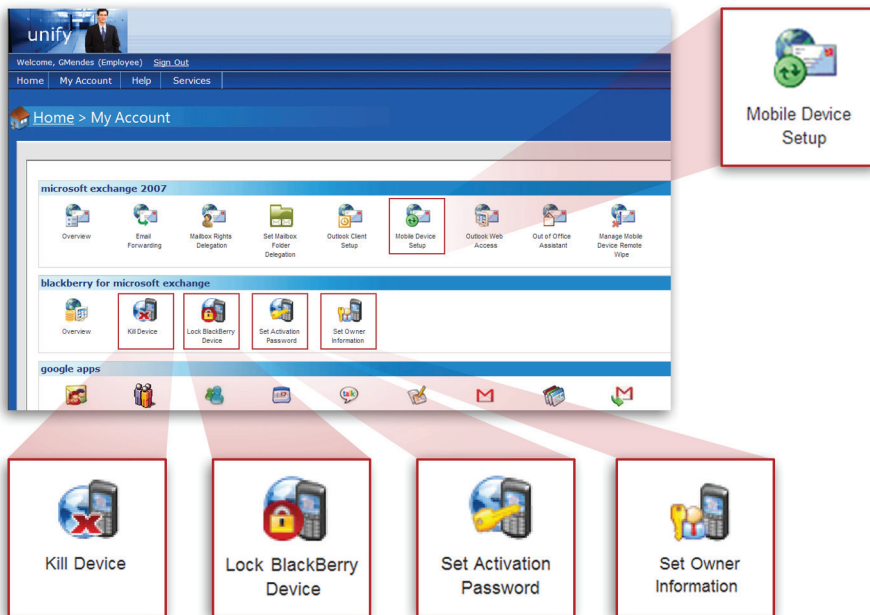 unify
Welcome, GMendes (Employee) Sign Out
Home My Account Help Services
Home > My Account
microsoft exchange 2007
Overview
Email
Forwarding
Mailbox Rights
Delegation
Set Mailbox
Folder
Delegation
Outlook Client
Setup
Mobile Device
Setup
Outlook Web
Access
Out of Office
Assistant
Manage Mobile
Device Remote
Wipe
blackberry for microsoft exchange
Overview
Kill Device
Lock BlackBerry
Device
Set Activation
Password
Set Owner
Information
google apps
talk
Mobile Device
Setup
Kill Device
Lock BlackBerry
Device
Set Activation
Password
Set Owner
Information